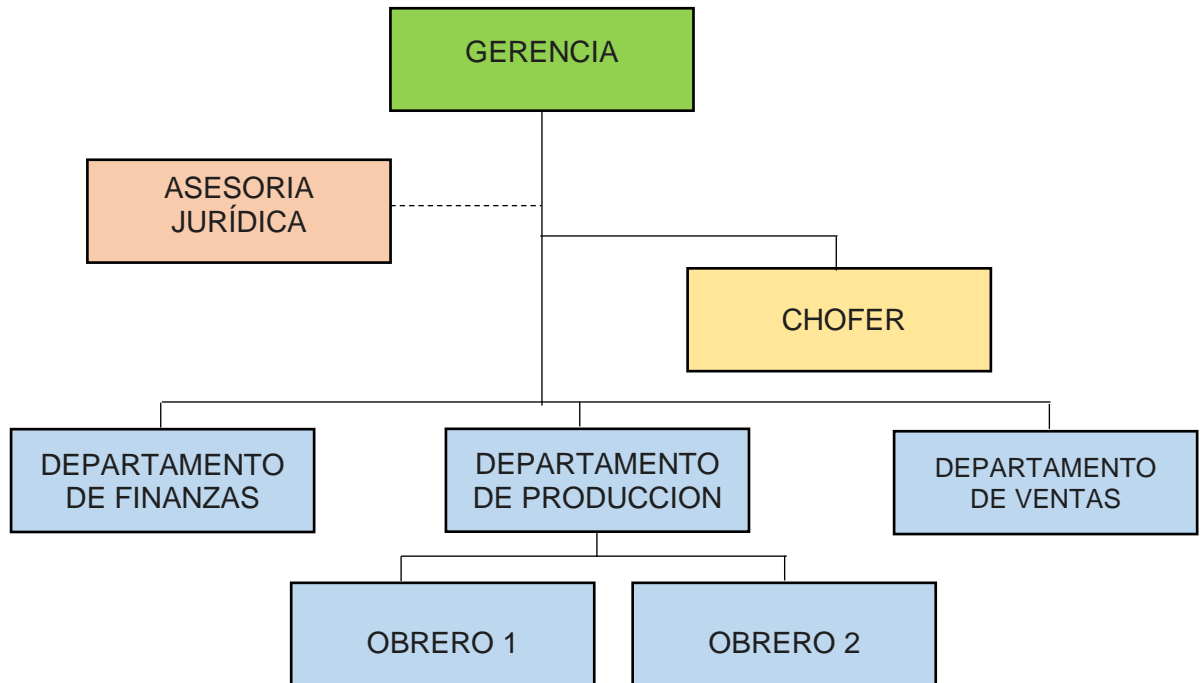 GERENCIA
ASESORIA
JURÍDICA
CHOFER
DEPARTAMENTO
DE FINANZAS
DEPARTAMENTO
DE PRODUCCION
DEPARTAMENTO
DE VENTAS
OBRERO 1
OBRERO 2